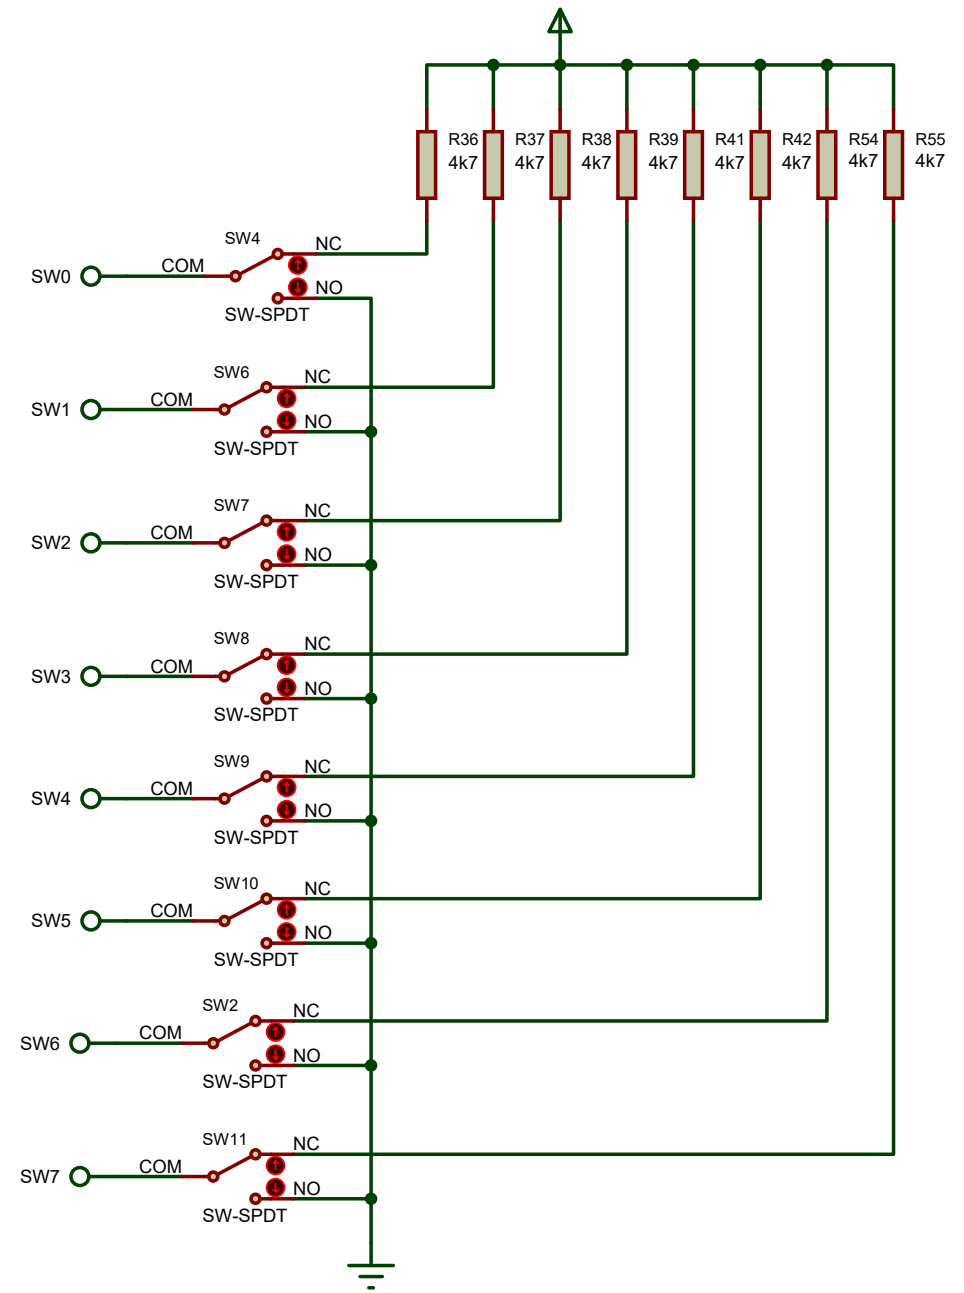 R36 R37 R38 R39 R41 R42 R54 R55
4k7 4k7 4k7 4k7 4k7 4k7 4k7 4k7
SW4
NC
SW0
COM
NO
SW-SPDT
SW6
NC
SW1
COM
NO
SW-SPDT
SW7
NC
SW2
COM
NO
SW-SPDT
SW8
NC
SW3
COM
NO
SW-SPDT
SW9
NC
SW4
COM
NO
SW-SPDT
SW10
NC
SW5
COM
NO
SW-SPDT
SW2
NC
SW6
COM
NO
SW-SPDT
SW11
NC
SW7
COM
NO
SW-SPDT